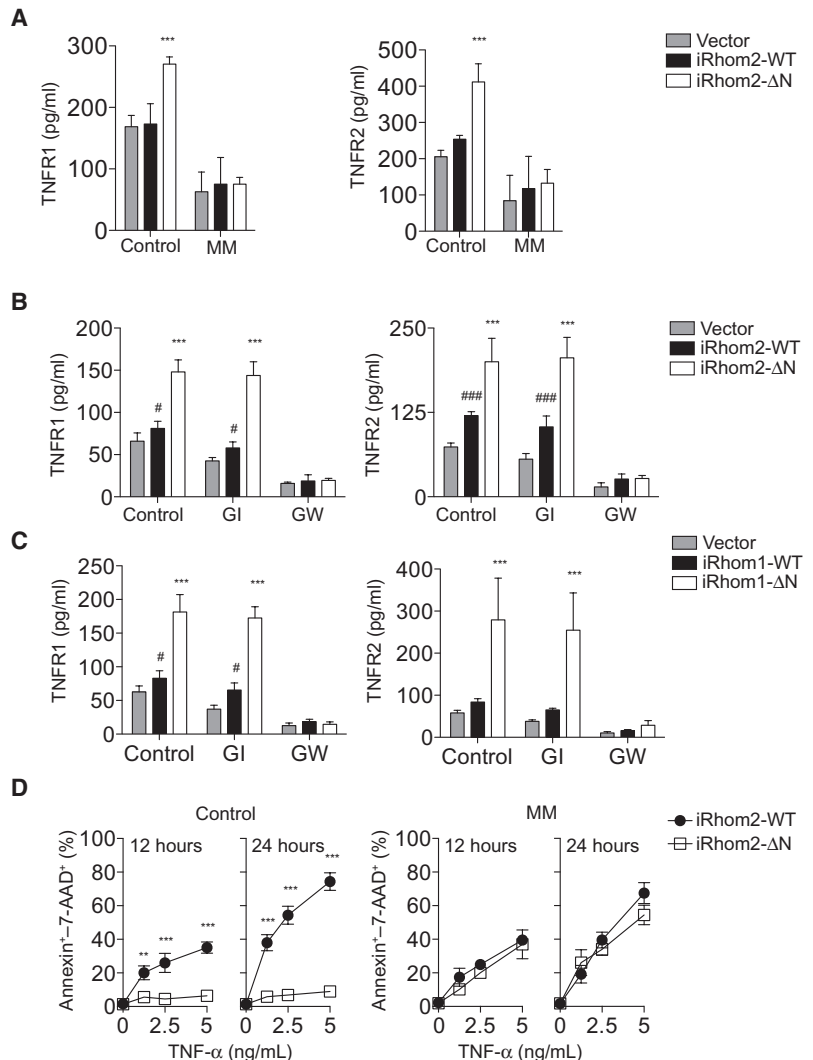 A
TNFR1 (pg/ml)
300
200
100
0
***
Control
MM
TNFR2 (pg/ml)
500
400
300
200
100
0
***
Control
MM
Vector
iRhom2-WT
iRhom2-ΔN
B
TNFR1 (pg/ml)
200
150
100
50
0
#
***
#
***
Control
GI
GW
TNFR2 (pg/ml)
250
125
0
###
***
###
***
Control
GI
GW
Vector
iRhom2-WT
iRhom2-ΔN
C
TNFR1 (pg/ml)
250
200
150
100
50
0
#
***
#
***
Control
GI
GW
TNFR2 (pg/ml)
400
300
200
100
0
***
***
Control
GI
GW
Vector
iRhom1-WT
iRhom1-ΔN
D
Control
Annexin⁺–7-AAD⁺ (%)
100
80
60
40
20
0
12 hours
**
***
***
0 2.5 5
24 hours
***
***
***
0 2.5 5
TNF-α (ng/mL)
MM
Annexin⁺–7-AAD⁺ (%)
100
80
60
40
20
0
12 hours
0 2.5 5
24 hours
0 2.5 5
TNF-α (ng/mL)
iRhom2-WT
iRhom2-ΔN